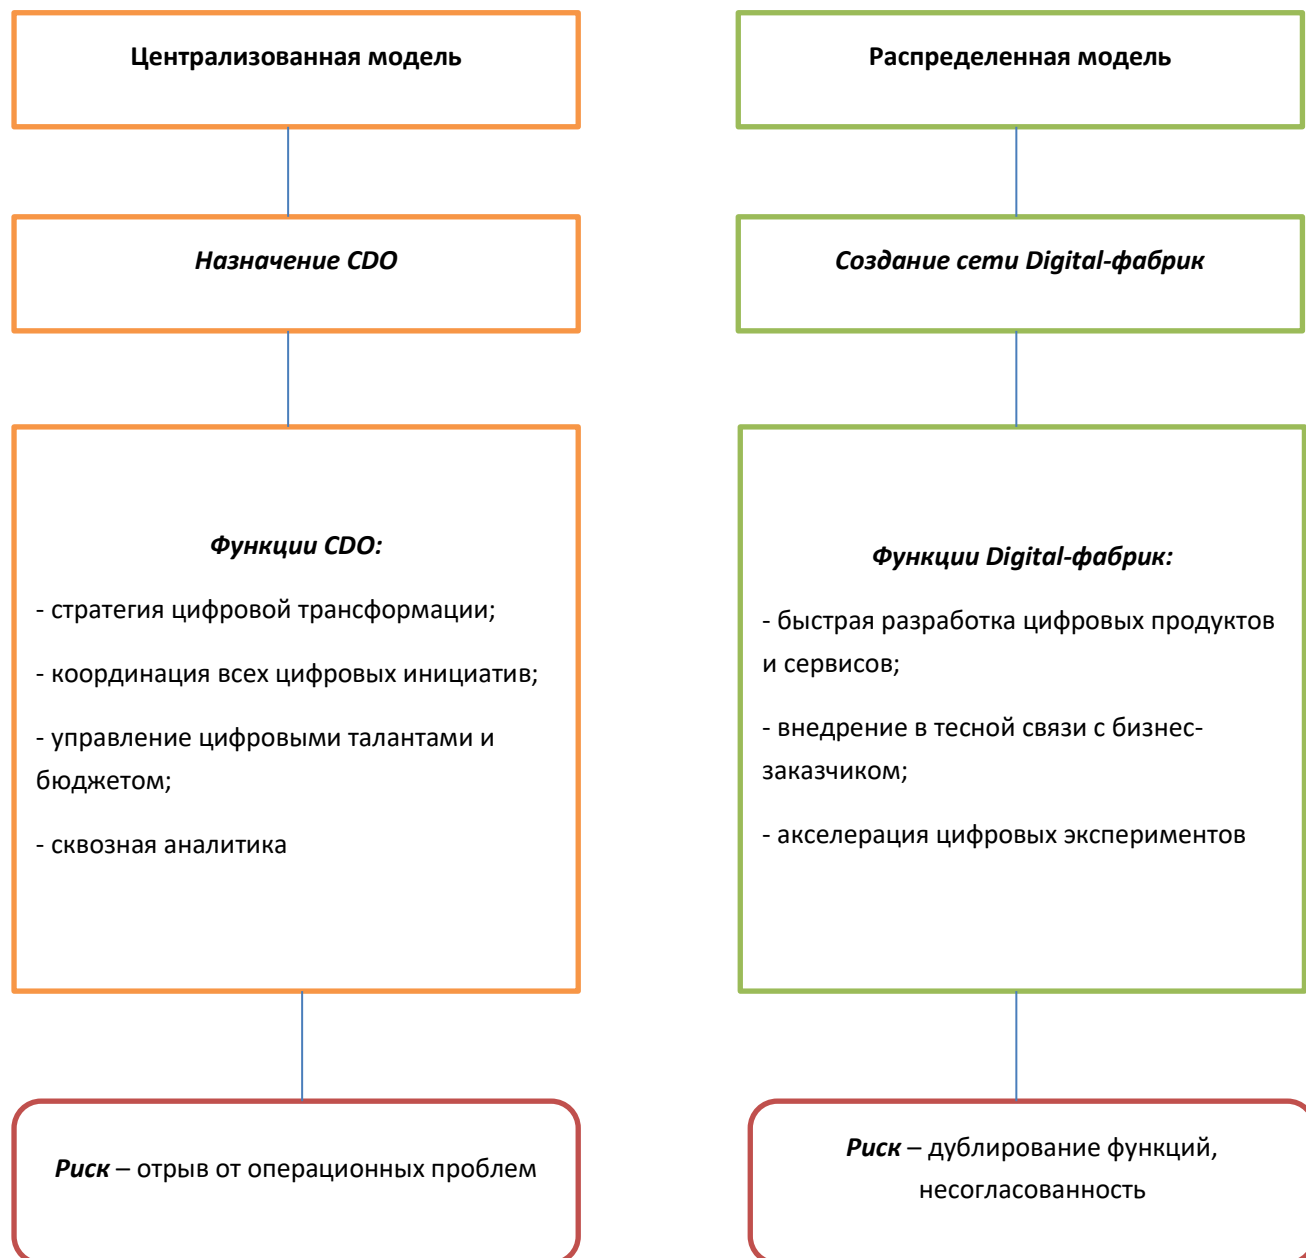 Централизованная модель
Назначение CDO
Функции CDO:
- стратегия цифровой трансформации;
- координация всех цифровых инициатив;
- управление цифровыми талантами и
бюджетом;
- сквозная аналитика
Риск – отрыв от операционных проблем
Распределенная модель
Создание сети Digital-фабрик
Функции Digital-фабрик:
- быстрая разработка цифровых продуктов
и сервисов;
- внедрение в тесной связи с бизнес-
заказчиком;
- акселерация цифровых экспериментов
Риск – дублирование функций,
несогласованность